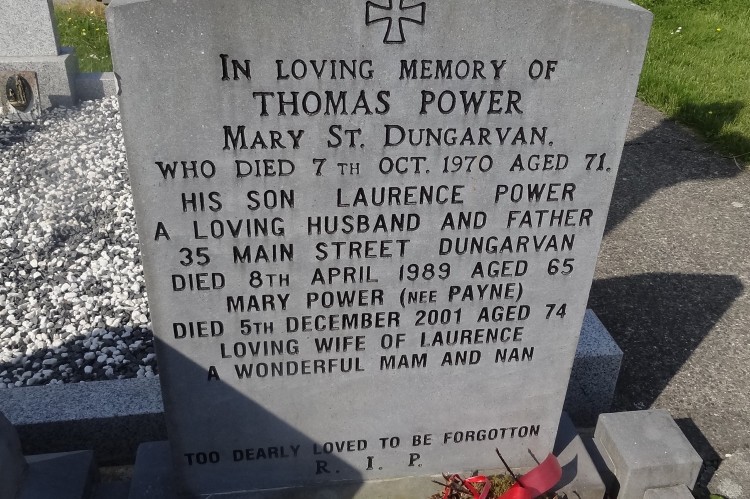 IN LOVING MEMORY OF
THOMAS POWER
MARY ST. DUNGARVAN.
WHO DIED 7TH OCT. 1970 AGED 71.
HIS SON LAURENCE POWER
A LOVING HUSBAND AND FATHER
35 MAIN STREET DUNGARVAN
DIED 8TH APRIL 1989 AGED 65
MARY POWER (NEE PAYNE)
DIED 5TH DECEMBER 2001 AGED 74
LOVING WIFE OF LAURENCE
A WONDERFUL MAM AND NAN
TOO DEARLY LOVED TO BE FORGOTTON
R. I. P.